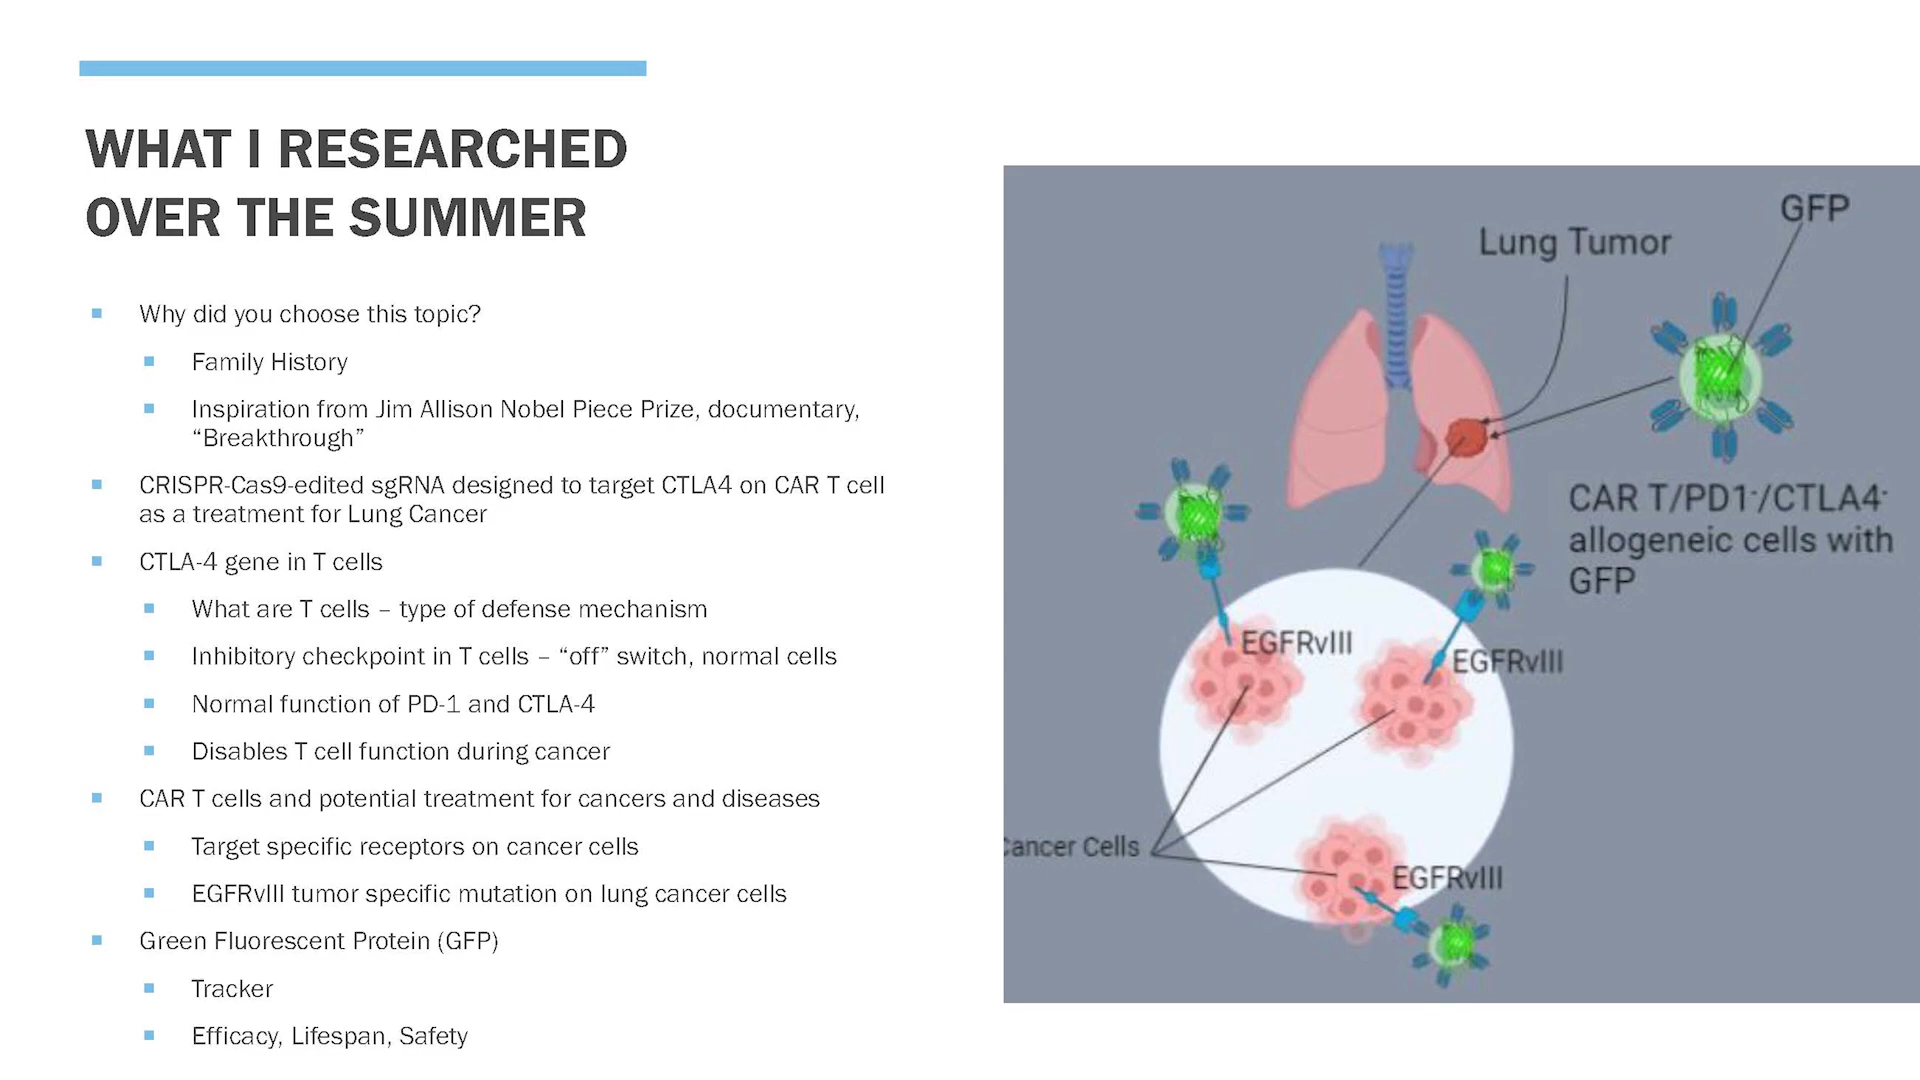 WHAT I RESEARCHED
OVER THE SUMMER
Why did you choose this topic?
Family History
Inspiration from Jim Allison Nobel Piece Prize, documentary,
“Breakthrough”
CRISPR-Cas9-edited sgRNA designed to target CTLA4 on CAR T cell
as a treatment for Lung Cancer
CTLA-4 gene in T cells
What are T cells – type of defense mechanism
Inhibitory checkpoint in T cells – “off” switch, normal cells
Normal function of PD-1 and CTLA-4
Disables T cell function during cancer
CAR T cells and potential treatment for cancers and diseases
Target specific receptors on cancer cells
EGFRvIII tumor specific mutation on lung cancer cells
Green Fluorescent Protein (GFP)
Tracker
Efficacy, Lifespan, Safety
GFP
Lung Tumor
CAR T/PD1⁻/CTLA4⁻
allogeneic cells with
GFP
EGFRvIII
EGFRvIII
Cancer Cells
EGFRvIII